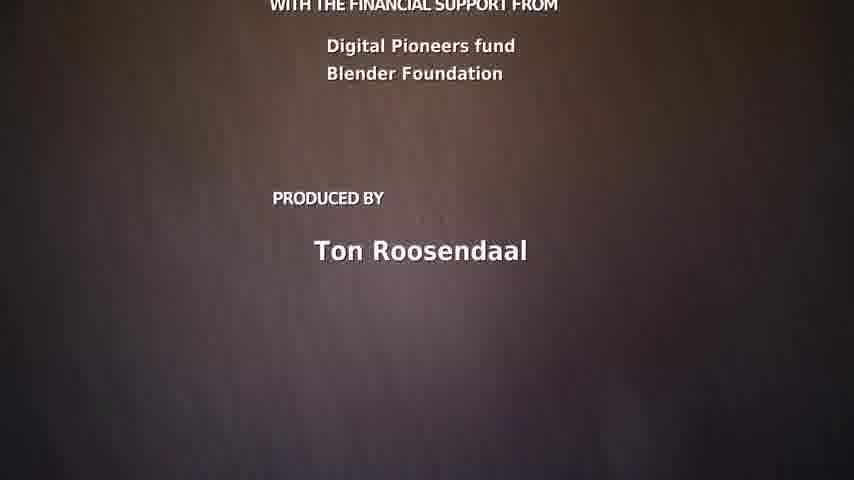 WITH THE FINANCIAL SUPPORT FROM
Digital Pioneers fund
Blender Foundation
PRODUCED BY
Ton Roosendaal